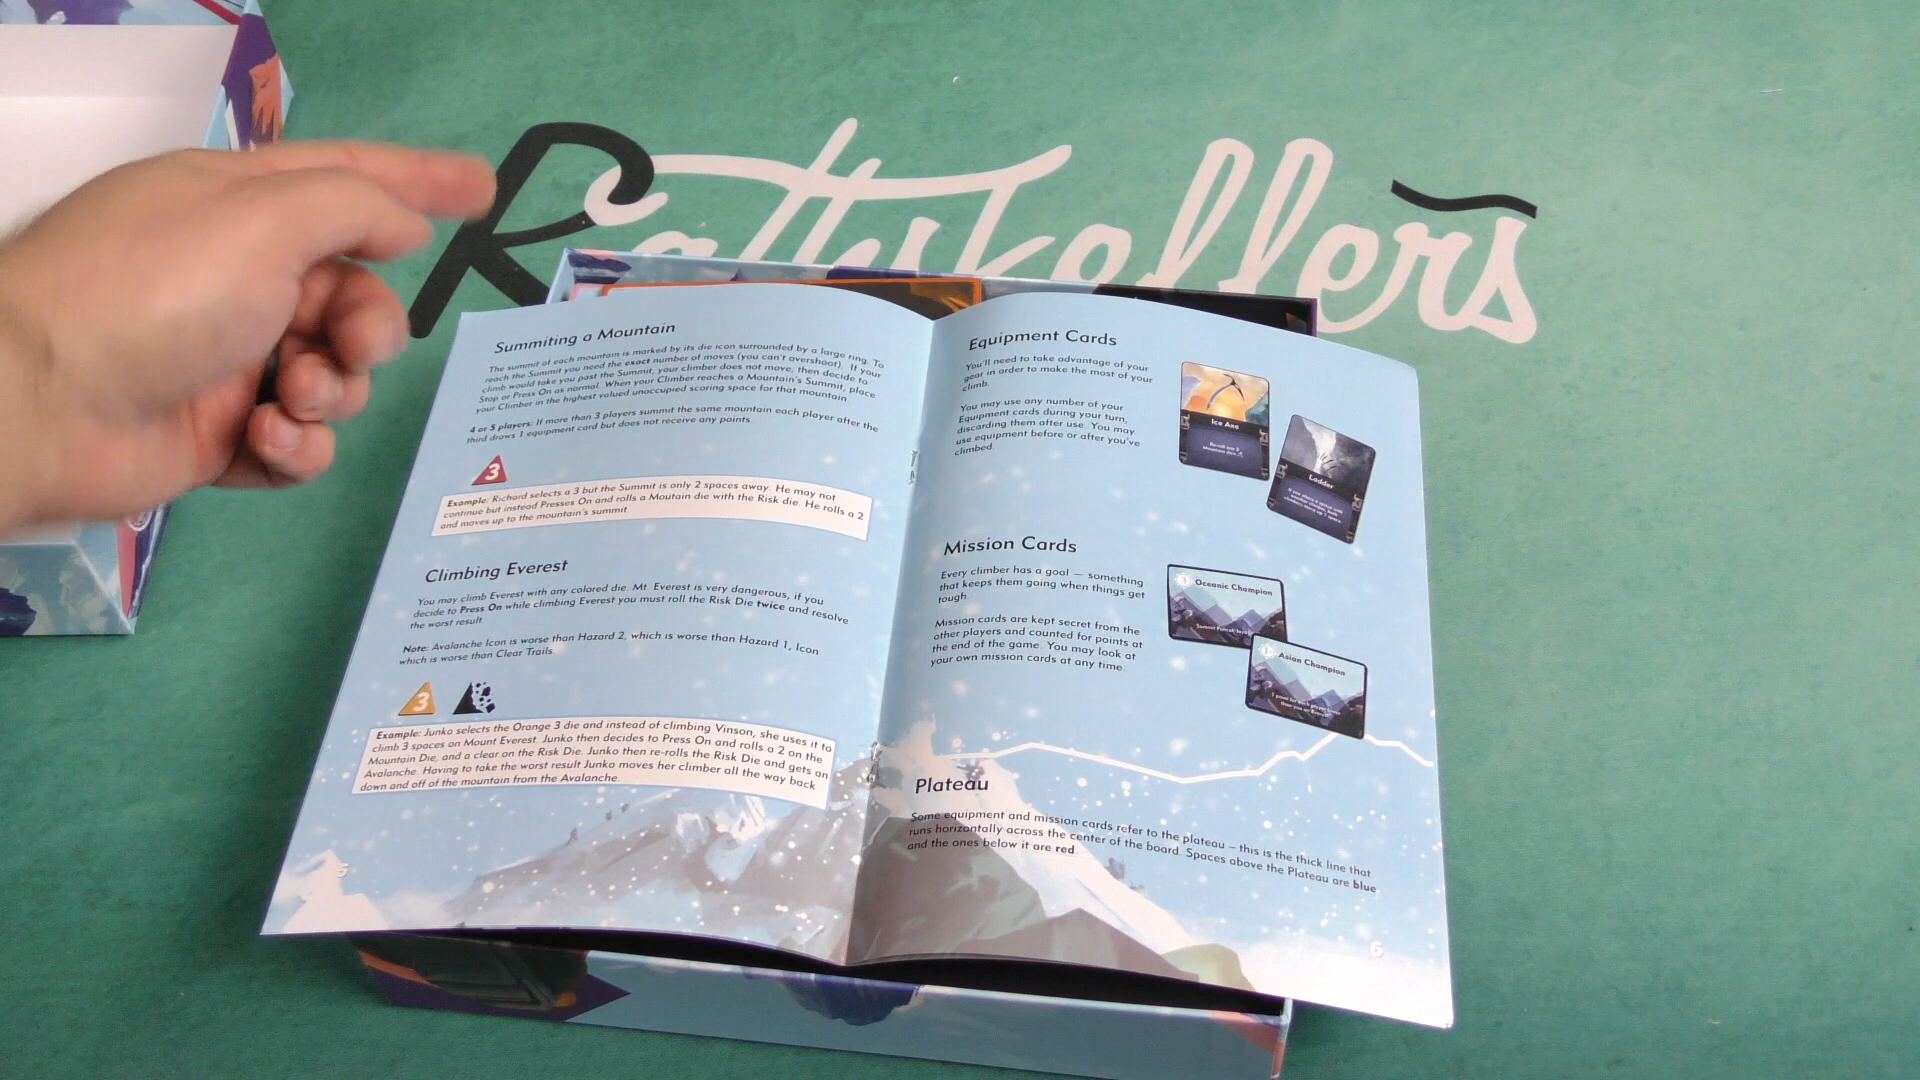 Rattskellers
Summiting a Mountain
The summit of each mountain is marked by its die icon surrounded by a large ring. To
reach the Summit you need the exact number of moves (you can't overshoot). If your
climb would take you past the Summit, your climber does not move; then decide to
Stop or Press On as normal. When your Climber reaches a Mountain's Summit, place
your Climber in the highest valued unoccupied scoring space for that mountain.
4 or 5 players: If more than 3 players summit the same mountain each player after the
third draws 1 equipment card but does not receive any points.
3
Example: Richard selects a 3 but the Summit is only 2 spaces away. He may not
continue but instead Presses On and rolls a Moutain die with the Risk die. He rolls a 2
and moves up to the mountain's summit.
Climbing Everest
You may climb Everest with any colored die. Mt. Everest is very dangerous, if you
decide to Press On while climbing Everest you must roll the Risk Die twice and resolve
the worst result.
Note: Avalanche Icon is worse than Hazard 2, which is worse than Hazard 1, Icon
which is worse than Clear Trails.
3
Example: Junko selects the Orange 3 die and instead of climbing Vinson, she uses it to
climb 3 spaces on Mount Everest. Junko then decides to Press On and rolls a 2 on the
Mountain Die, and a clear on the Risk Die. Junko then re-rolls the Risk Die and gets an
Avalanche. Having to take the worst result Junko moves her climber all the way back
down and off of the mountain from the Avalanche.
5
Equipment Cards
You'll need to take advantage of your
gear in order to make the most of your
climb.
You may use any number of your
Equipment cards during your turn,
discarding them after use. You may
use equipment before or after you've
climbed.
Ice Axe
Ladder
Mission Cards
Every climber has a goal – something
that keeps them going when things get
tough.
Mission cards are kept secret from the
other players and counted for points at
the end of the game. You may look at
your own mission cards at any time.
3 Oceanic Champion
Asian Champion
Plateau
Some equipment and mission cards refer to the plateau – this is the thick line that
runs horizontally across the center of the board. Spaces above the Plateau are blue
and the ones below it are red.
6